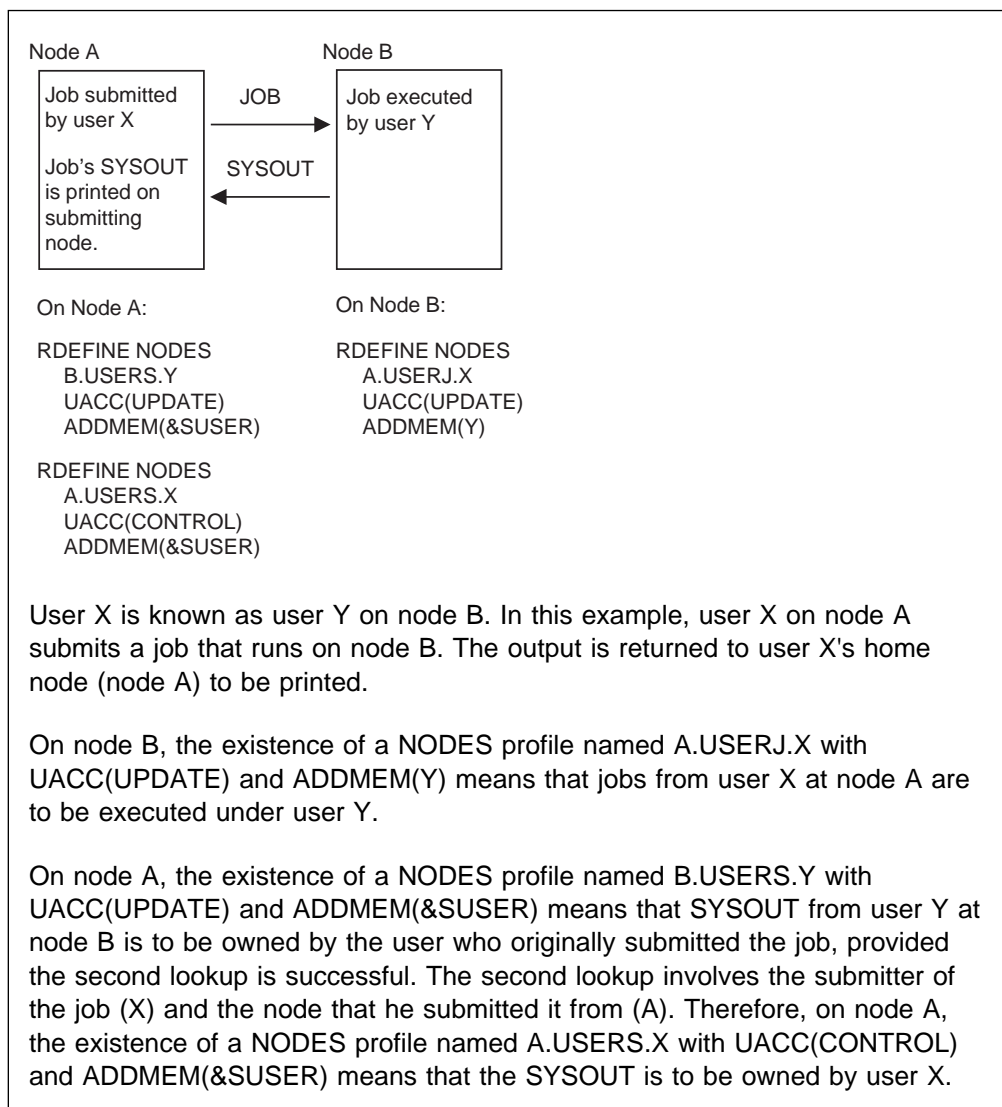 Node A
Node B
Job submitted
by user X
JOB
Job executed
by user Y
Job's SYSOUT
is printed on
submitting
node.
SYSOUT
On Node A:
On Node B:
RDEFINE NODES
B.USERS.Y
UACC(UPDATE)
ADDMEM(&SUSER)
RDEFINE NODES
A.USERJ.X
UACC(UPDATE)
ADDMEM(Y)
RDEFINE NODES
A.USERS.X
UACC(CONTROL)
ADDMEM(&SUSER)
User X is known as user Y on node B. In this example, user X on node A
submits a job that runs on node B. The output is returned to user X's home
node (node A) to be printed.
On node B, the existence of a NODES profile named A.USERJ.X with
UACC(UPDATE) and ADDMEM(Y) means that jobs from user X at node A are
to be executed under user Y.
On node A, the existence of a NODES profile named B.USERS.Y with
UACC(UPDATE) and ADDMEM(&SUSER) means that SYSOUT from user Y at
node B is to be owned by the user who originally submitted the job, provided
the second lookup is successful. The second lookup involves the submitter of
the job (X) and the node that he submitted it from (A). Therefore, on node A,
the existence of a NODES profile named A.USERS.X with UACC(CONTROL)
and ADDMEM(&SUSER) means that the SYSOUT is to be owned by user X.